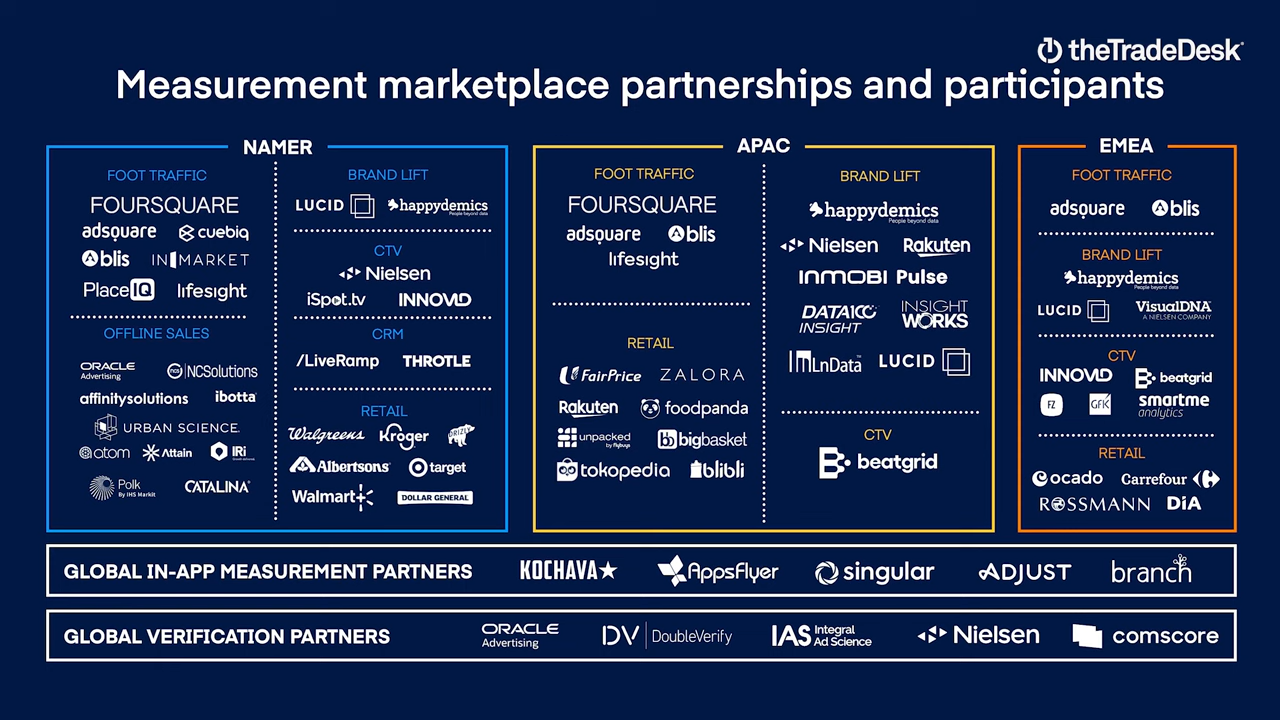 theTradeDesk
Measurement marketplace partnerships and participants
NAMER
FOOT TRAFFIC
FOURSQUARE
adsquare cuebiq
blis INMARKET
PlaceIQ lifesight
OFFLINE SALES
ORACLE Advertising ncs NCSolutions
affinitysolutions ibotta
URBAN SCIENCE
atom Attain IRi
Polk By IHS Markit CATALINA
BRAND LIFT
LUCID happydemics People beyond data
CTV
Nielsen
iSpot.tv INNOVID
CRM
/LiveRamp THROTLE
RETAIL
Walgreens Kroger DRIZLY
Albertsons target
Walmart DOLLAR GENERAL
APAC
FOOT TRAFFIC
FOURSQUARE
adsquare blis
lifesight
RETAIL
FairPrice ZALORA
Rakuten foodpanda
unpacked by flybuys bb bigbasket
tokopedia blibli
BRAND LIFT
happydemics People beyond data
Nielsen Rakuten
INMOBI Pulse
DATAI INSIGHT INSIGHT WORKS
LnData LUCID
CTV
beatgrid
EMEA
FOOT TRAFFIC
adsquare blis
BRAND LIFT
happydemics People beyond data
LUCID VisualDNA A NIELSEN COMPANY
CTV
INNOVID beatgrid
FZ GfK smartme analytics
RETAIL
ocado Carrefour
ROSSMANN DiA
GLOBAL IN-APP MEASUREMENT PARTNERS KOCHAVA AppsFlyer singular ADJUST branch
GLOBAL VERIFICATION PARTNERS ORACLE Advertising DV DoubleVerify IAS Integral Ad Science Nielsen comscore